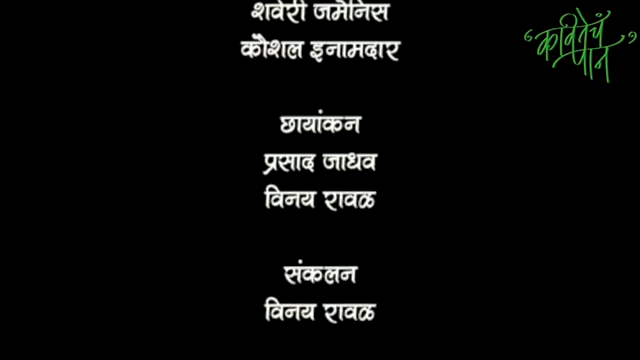 शर्वरी जमेनिस
कौशल इनामदार
छायांकन
प्रसाद जाधव
विनय रावळ
संकलन
विनय रावळ
‘कवितेचं पान’